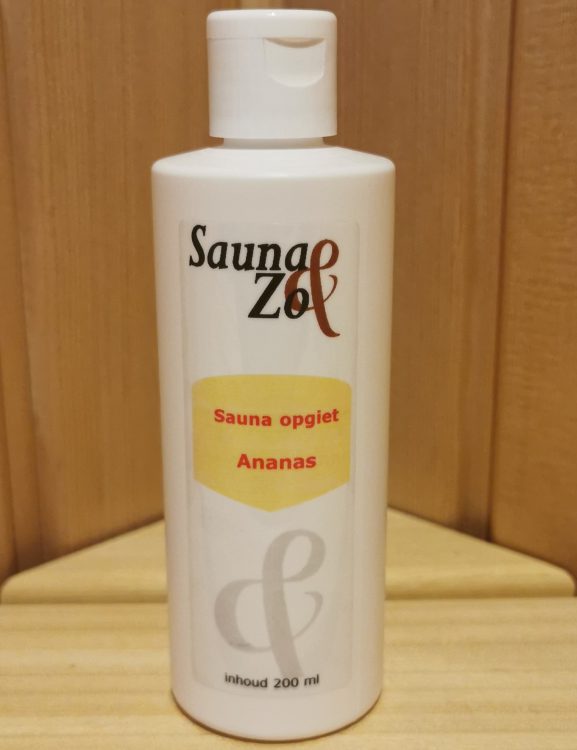 Sauna &
Zo
Sauna opgiet
Ananas
&
inhoud 200 ml